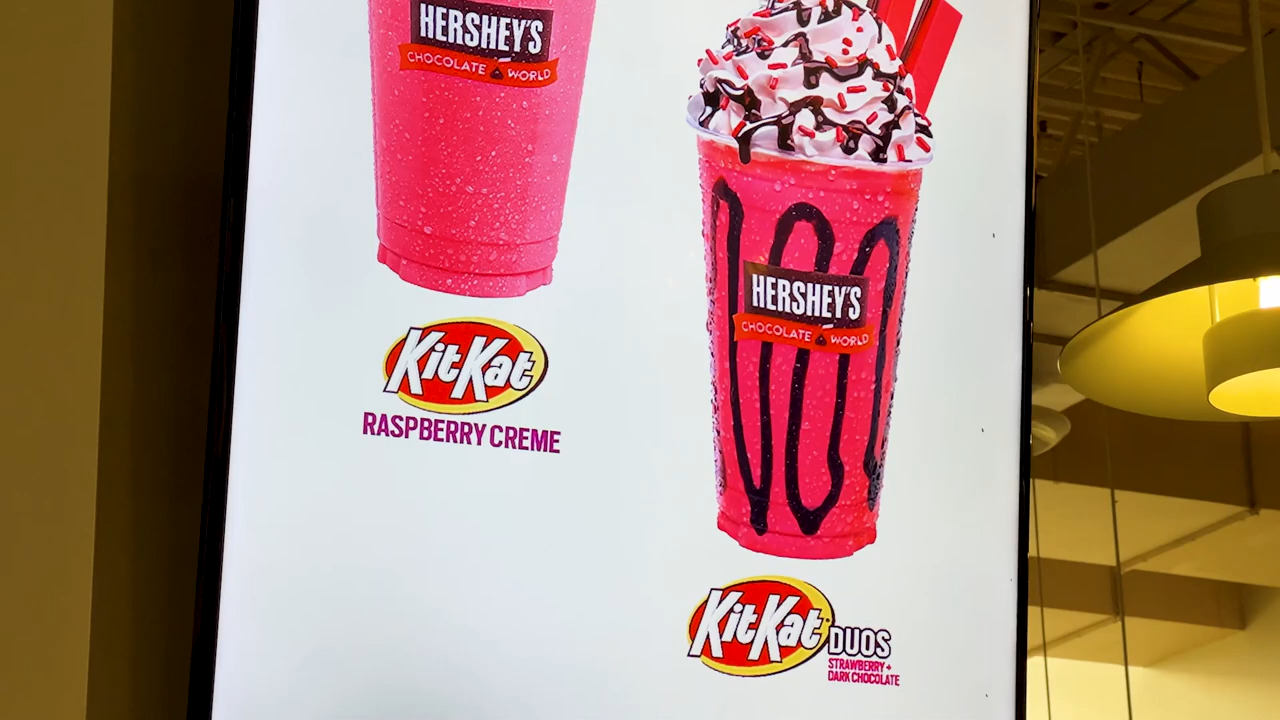 HERSHEY'S
CHOCOLATE WORLD
KitKat
RASPBERRY CREME
HERSHEY'S
CHOCOLATE WORLD
KitKat DUOS
STRAWBERRY +
DARK CHOCOLATE